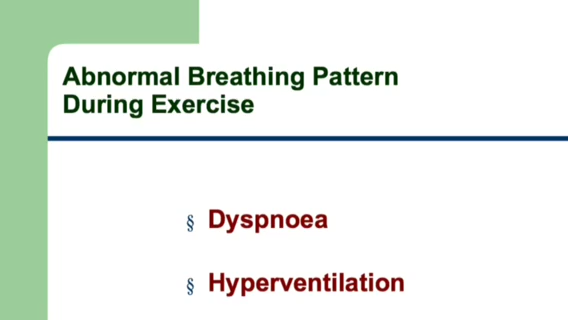 Abnormal Breathing Pattern
During Exercise
§ Dyspnoea
§ Hyperventilation